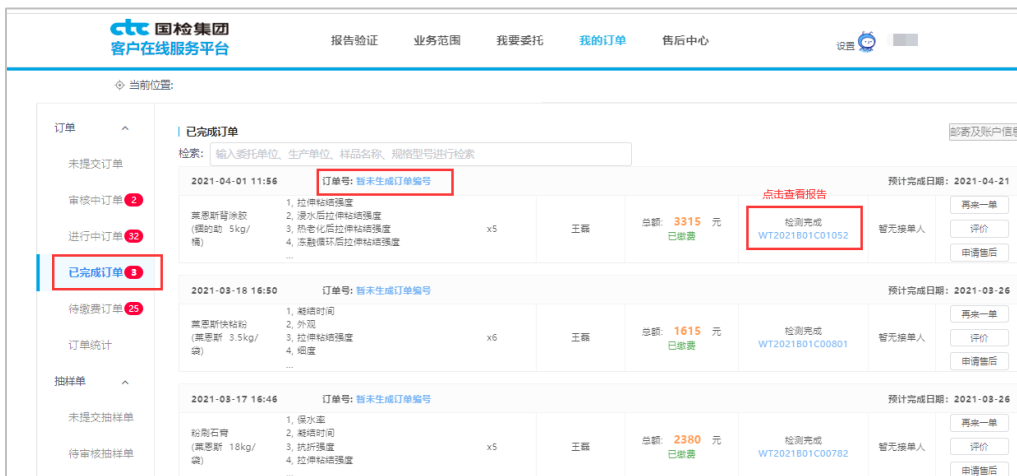 ctc 国检集团
客户在线服务平台
报告验证 业务范围 我要委托 我的订单 售后中心 设置
当前位置:
订单
未提交订单
审核中订单 2
进行中订单 32
已完成订单 3
待缴费订单 25
订单统计
抽样单
未提交抽样单
待审核抽样单
已完成订单
邮寄及账户信息
检索: 输入委托单位、生产单位、样品名称、规格型号进行检索
2021-04-01 11:56 订单号: 暂未生成订单编号 预计完成日期: 2021-04-21
点击查看报告
莱恩斯背涂胶
(德的助 5kg/
桶)
1, 拉伸粘结强度
2, 浸水后拉伸粘结强度
3, 热老化后拉伸粘结强度
4, 冻融循环后拉伸粘结强度
...
x5
王磊
总额: 3315 元
已缴费
检测完成
WT2021B01C01052
暂无接单人
再来一单
评价
申请售后
2021-03-18 16:50 订单号: 暂未生成订单编号 预计完成日期: 2021-03-26
莱恩斯快粘粉
(莱恩斯 3.5kg/
袋)
1, 凝结时间
2, 外观
3, 拉伸粘结强度
4, 细度
...
x6
王磊
总额: 1615 元
已缴费
检测完成
WT2021B01C00801
暂无接单人
再来一单
评价
申请售后
2021-03-17 16:46 订单号: 暂未生成订单编号 预计完成日期: 2021-03-26
粉刷石膏
(莱恩斯 18kg/
袋)
1, 保水率
2, 凝结时间
3, 抗折强度
4, 拉伸粘结强度
...
x5
王磊
总额: 2380 元
已缴费
检测完成
WT2021B01C00782
暂无接单人
再来一单
评价
申请售后